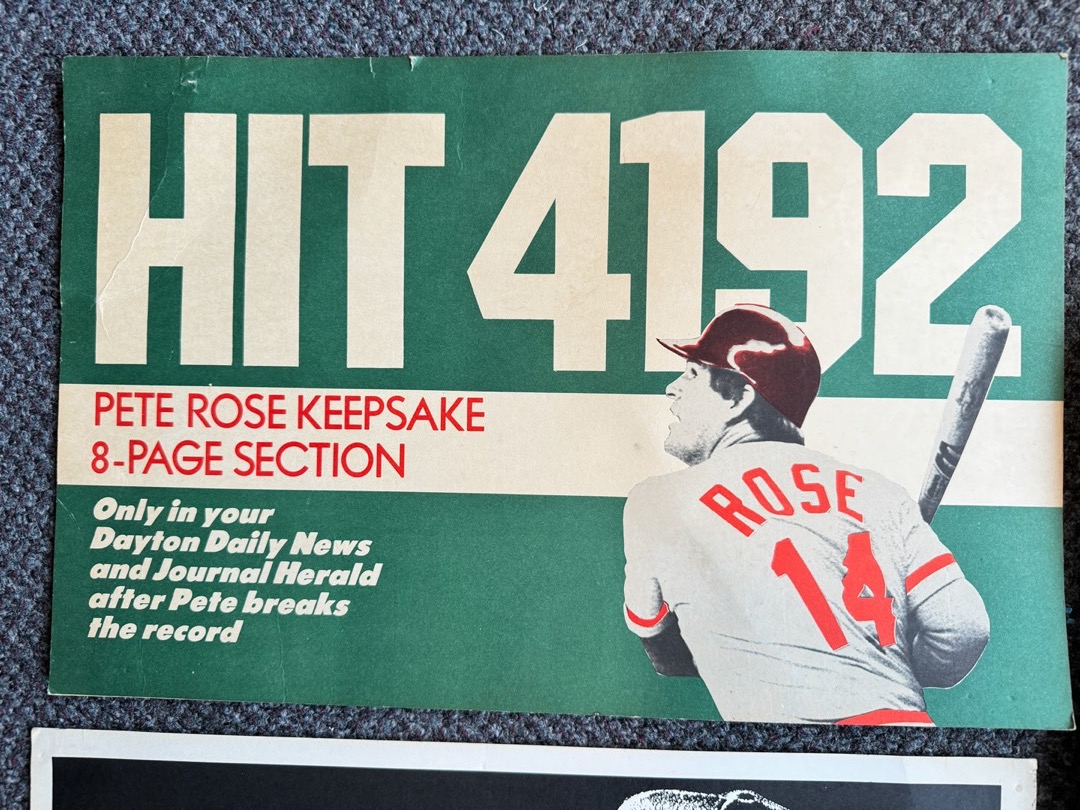 HIT 4192
PETE ROSE KEEPSAKE
8-PAGE SECTION
Only in your
Dayton Daily News
and Journal Herald
after Pete breaks
the record
ROSE
14